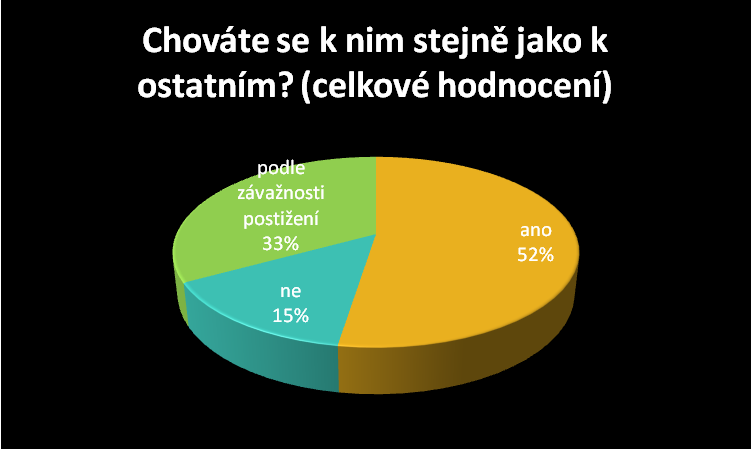 Chováte se k nim stejně jako k
ostatním? (celkové hodnocení)
podle
závažnosti
postižení
33%
ano
52%
ne
15%